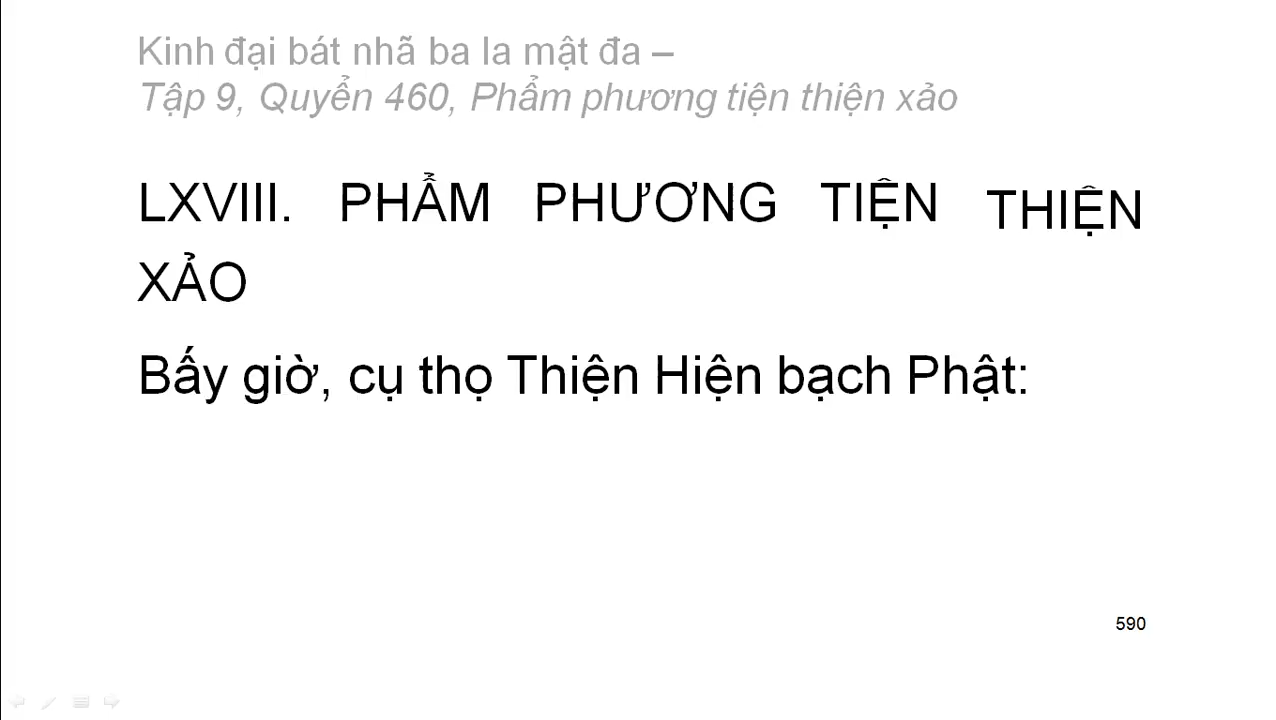 Kinh đại bát nhã ba la mật đa –
Tập 9, Quyển 460, Phẩm phương tiện thiện xảo
LXVIII. PHẨM PHƯƠNG TIỆN THIỆN
XẢO
Bấy giờ, cụ thọ Thiện Hiện bạch Phật:
590